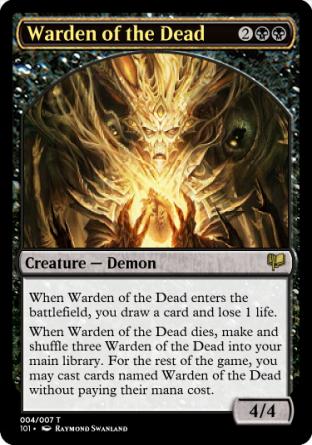 Warden of the Dead 2
Creature — Demon
When Warden of the Dead enters the
battlefield, you draw a card and lose 1 life.
When Warden of the Dead dies, make and
shuffle three Warden of the Dead into your
main library. For the rest of the game, you
may cast cards named Warden of the Dead
without paying their mana cost.
4/4
004/007 T
101 • Raymond Swanland